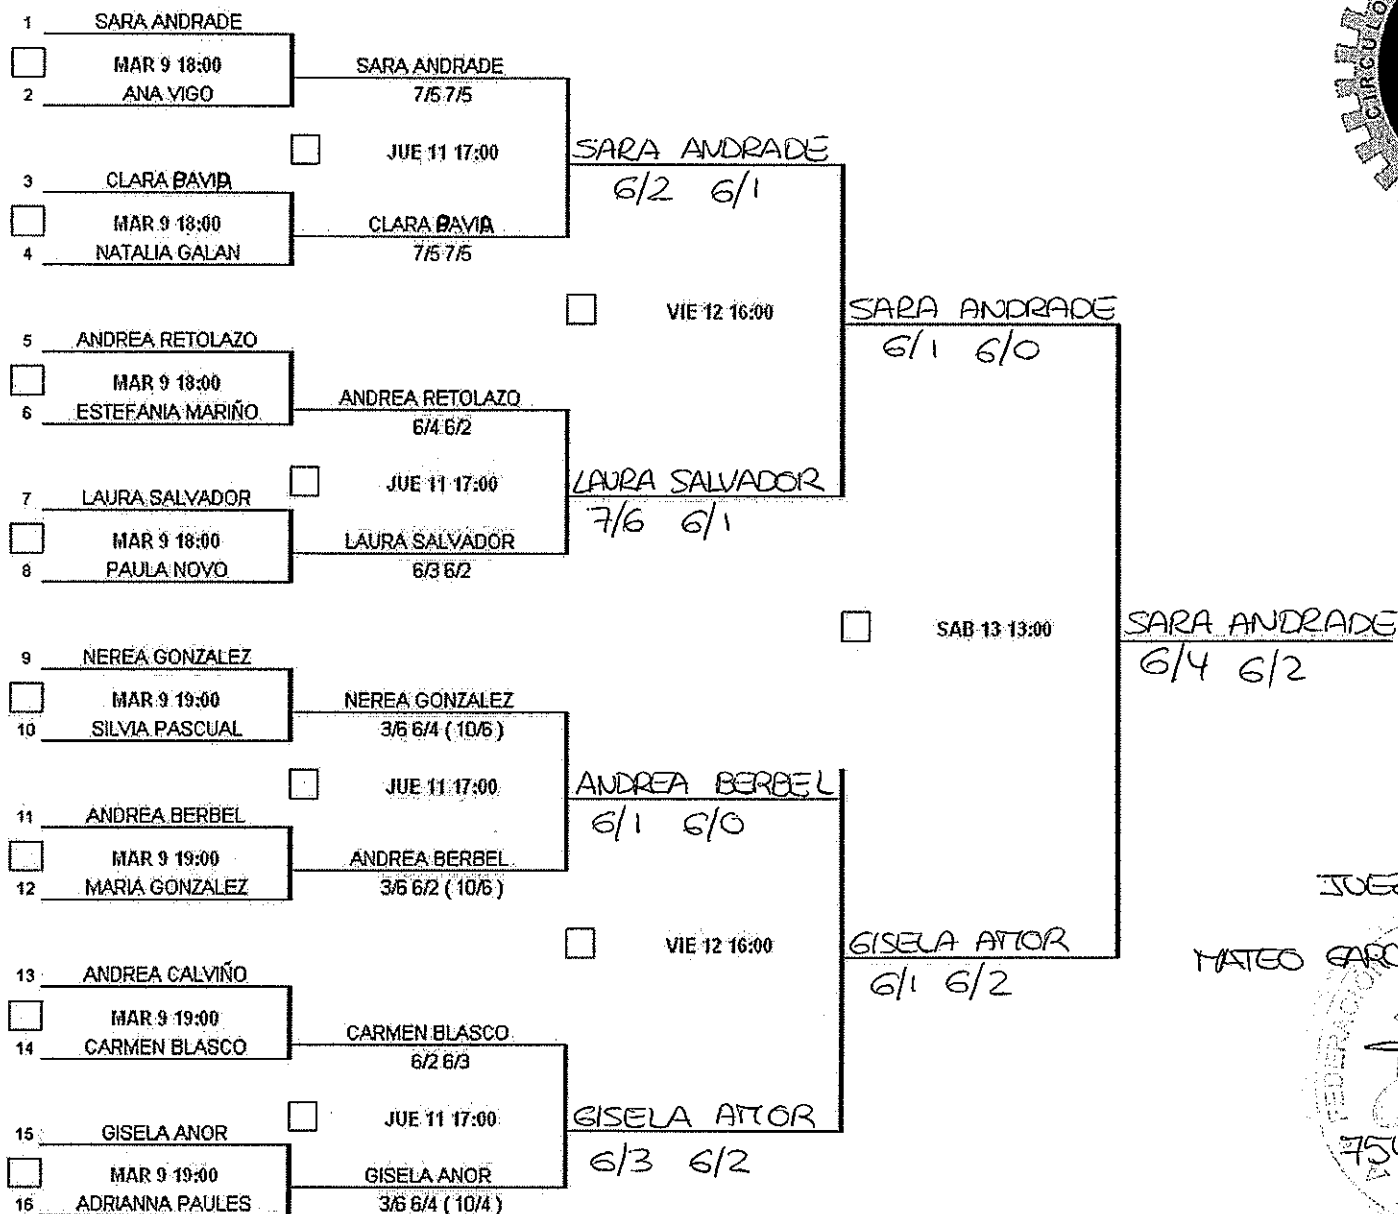 1 SARA ANDRADE
MAR 9 18:00
2 ANA VIGO
SARA ANDRADE
7/5 7/5
JUE 11 17:00
3 CLARA PAVIA
MAR 9 18:00
4 NATALIA GALAN
CLARA PAVIA
7/5 7/5
SARA ANDRADE
6/2 6/1
VIE 12 16:00
5 ANDREA RETOLAZO
MAR 9 18:00
6 ESTEFANIA MARIÑO
ANDREA RETOLAZO
6/4 6/2
JUE 11 17:00
7 LAURA SALVADOR
MAR 9 18:00
8 PAULA NOVO
LAURA SALVADOR
6/3 6/2
LAURA SALVADOR
7/6 6/1
SARA ANDRADE
6/1 6/0
SAB 13 13:00
SARA ANDRADE
6/4 6/2
9 NEREA GONZALEZ
MAR 9 19:00
10 SILVIA PASCUAL
NEREA GONZALEZ
3/6 6/4 ( 10/6 )
JUE 11 17:00
11 ANDREA BERBEL
MAR 9 19:00
12 MARIA GONZALEZ
ANDREA BERBEL
3/6 6/2 ( 10/6 )
ANDREA BERBEL
6/1 6/0
VIE 12 16:00
13 ANDREA CALVIÑO
MAR 9 19:00
14 CARMEN BLASCO
CARMEN BLASCO
6/2 6/3
JUE 11 17:00
15 GISELA ANOR
MAR 9 19:00
16 ADRIANNA PAULES
GISELA ANOR
3/6 6/4 ( 10/4 )
GISELA AMOR
6/3 6/2
GISELA AMOR
6/1 6/2
CIRCULO
MATEO
FEDERACION